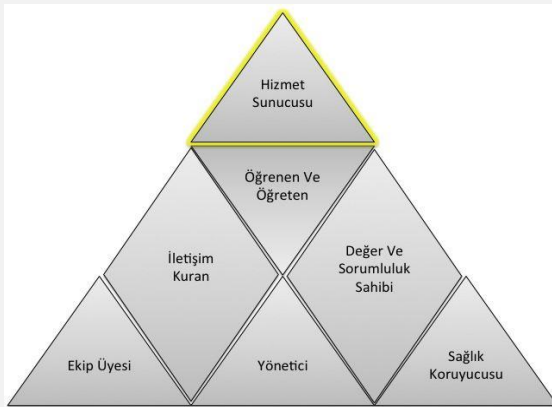 Hizmet
Sunucusu
Öğrenen Ve
Öğreten
İletişim
Kuran
Değer Ve
Sorumluluk
Sahibi
Ekip Üyesi
Yönetici
Sağlık
Koruyucusu